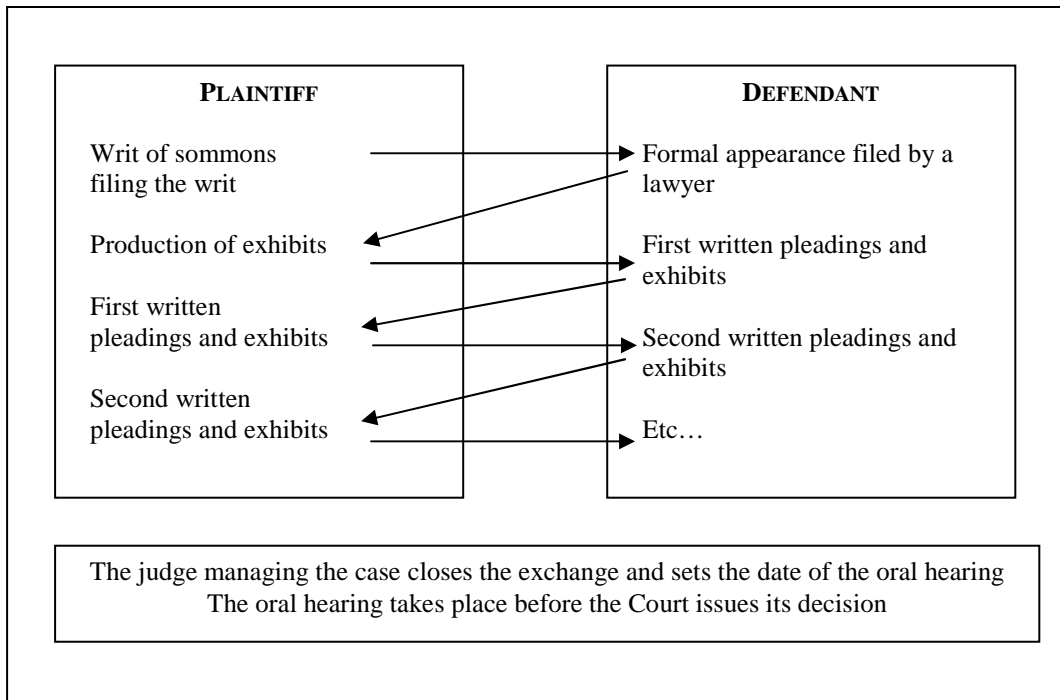 PLAINTIFF
Writ of sommons
filing the writ
Production of exhibits
First written
pleadings and exhibits
Second written
pleadings and exhibits
DEFENDANT
Formal appearance filed by a
lawyer
First written pleadings and
exhibits
Second written pleadings and
exhibits
Etc…
The judge managing the case closes the exchange and sets the date of the oral hearing
The oral hearing takes place before the Court issues its decision